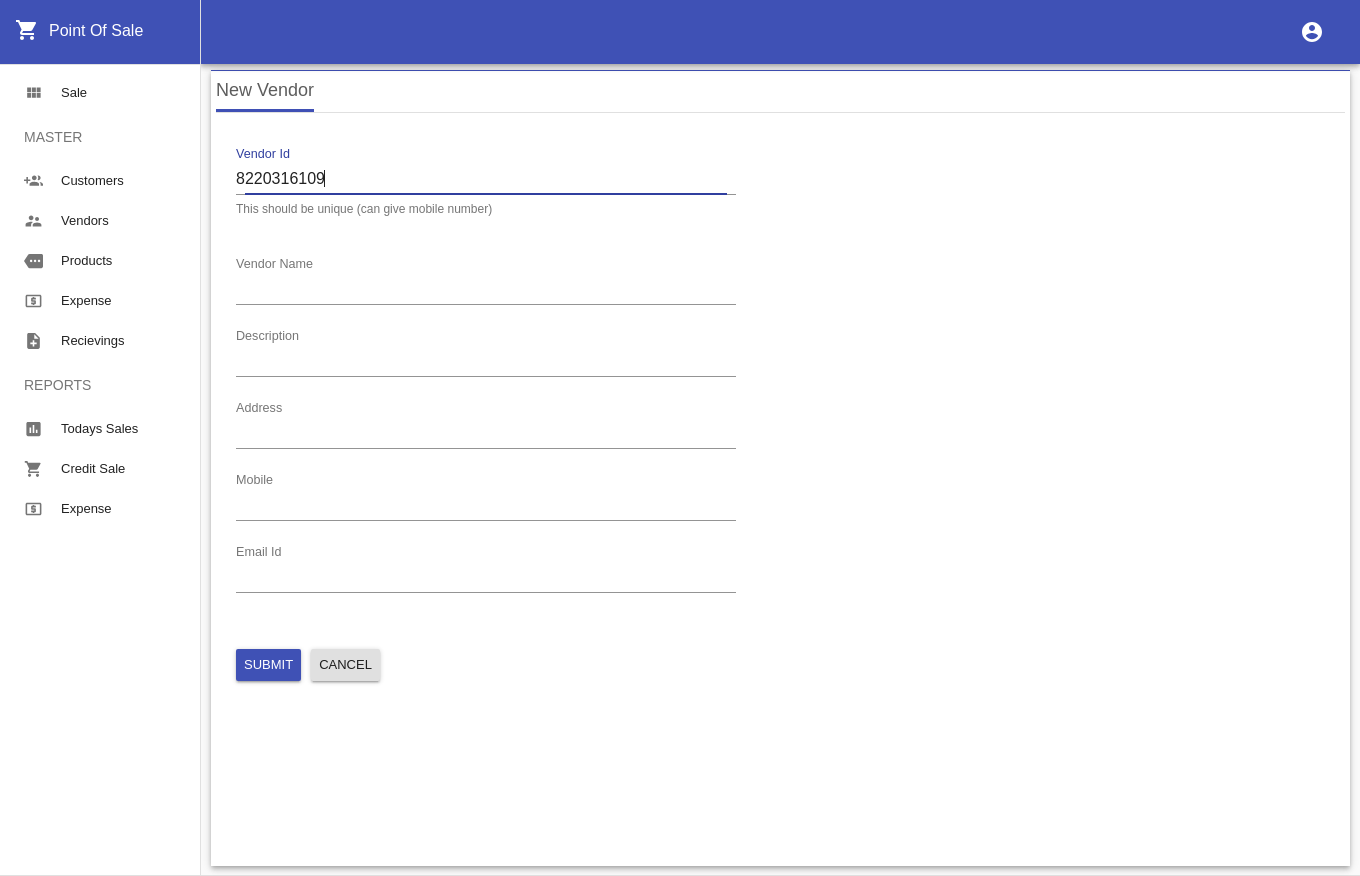 Point Of Sale
Sale
MASTER
Customers
Vendors
Products
Expense
Recievings
REPORTS
Todays Sales
Credit Sale
Expense
New Vendor
Vendor Id
8220316109
This should be unique (can give mobile number)
Vendor Name
Description
Address
Mobile
Email Id
SUBMIT CANCEL